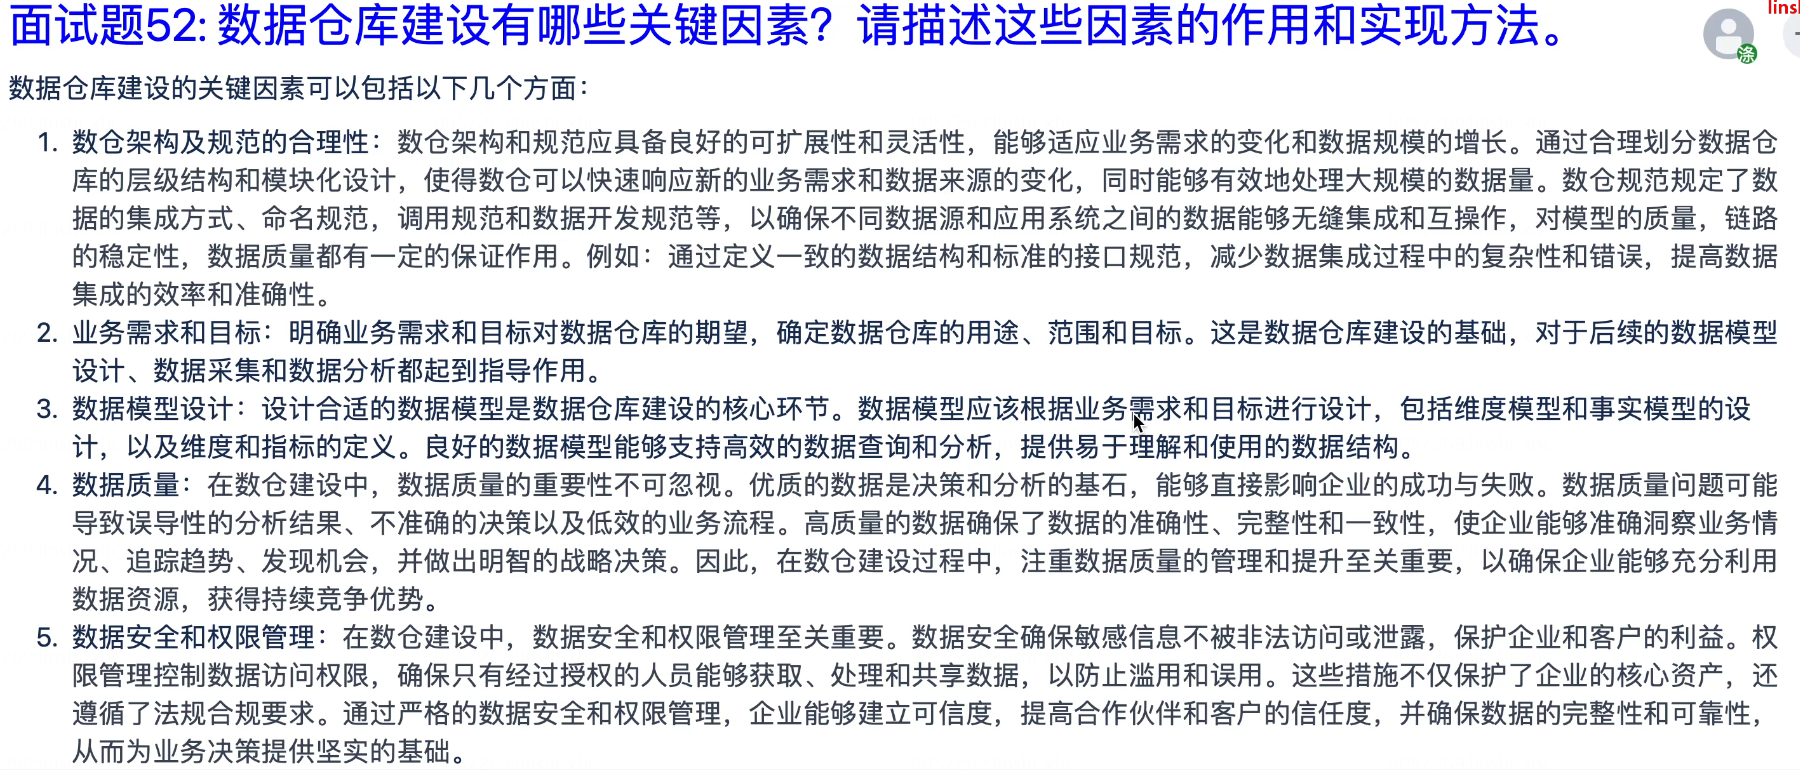 面试题52: 数据仓库建设有哪些关键因素？请描述这些因素的作用和实现方法。
linsl
涤
数据仓库建设的关键因素可以包括以下几个方面：
1. 数仓架构及规范的合理性：数仓架构和规范应具备良好的可扩展性和灵活性，能够适应业务需求的变化和数据规模的增长。通过合理划分数据仓
库的层级结构和模块化设计，使得数仓可以快速响应新的业务需求和数据来源的变化，同时能够有效地处理大规模的数据量。数仓规范规定了数
据的集成方式、命名规范，调用规范和数据开发规范等，以确保不同数据源和应用系统之间的数据能够无缝集成和互操作，对模型的质量，链路
的稳定性，数据质量都有一定的保证作用。例如：通过定义一致的数据结构和标准的接口规范，减少数据集成过程中的复杂性和错误，提高数据
集成的效率和准确性。
2. 业务需求和目标：明确业务需求和目标对数据仓库的期望，确定数据仓库的用途、范围和目标。这是数据仓库建设的基础，对于后续的数据模型
设计、数据采集和数据分析都起到指导作用。
3. 数据模型设计：设计合适的数据模型是数据仓库建设的核心环节。数据模型应该根据业务需求和目标进行设计，包括维度模型和事实模型的设
计，以及维度和指标的定义。良好的数据模型能够支持高效的数据查询和分析，提供易于理解和使用的数据结构。
4. 数据质量：在数仓建设中，数据质量的重要性不可忽视。优质的数据是决策和分析的基石，能够直接影响企业的成功与失败。数据质量问题可能
导致误导性的分析结果、不准确的决策以及低效的业务流程。高质量的数据确保了数据的准确性、完整性和一致性，使企业能够准确洞察业务情
况、追踪趋势、发现机会，并做出明智的战略决策。因此，在数仓建设过程中，注重数据质量的管理和提升至关重要，以确保企业能够充分利用
数据资源，获得持续竞争优势。
5. 数据安全和权限管理：在数仓建设中，数据安全和权限管理至关重要。数据安全确保敏感信息不被非法访问或泄露，保护企业和客户的利益。权
限管理控制数据访问权限，确保只有经过授权的人员能够获取、处理和共享数据，以防止滥用和误用。这些措施不仅保护了企业的核心资产，还
遵循了法规合规要求。通过严格的数据安全和权限管理，企业能够建立可信度，提高合作伙伴和客户的信任度，并确保数据的完整性和可靠性，
从而为业务决策提供坚实的基础。